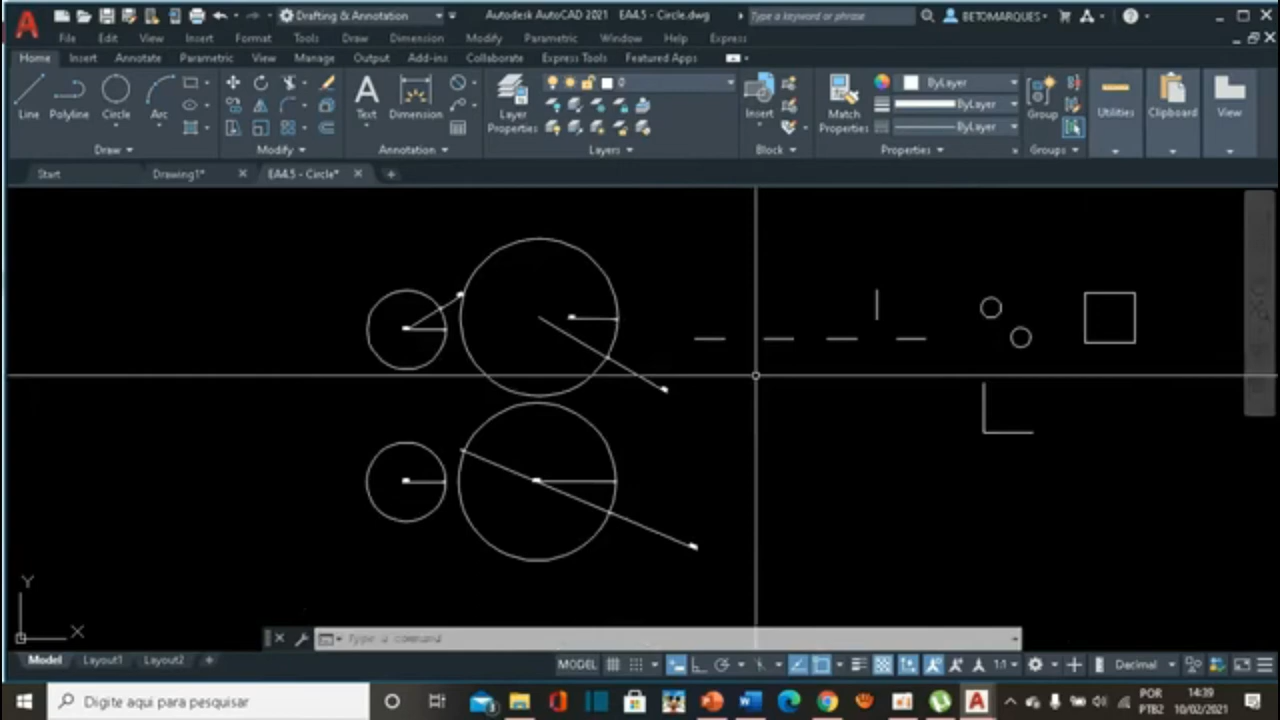 Drafting & Annotation
Autodesk AutoCAD 2021 EA4.5 - Circle.dwg
Type a keyword or phrase
BETOMARQUES
File Edit View Insert Format Tools Draw Dimension Modify Parametric Window Help Express
Home Insert Annotate Parametric View Manage Output Add-ins Collaborate Express Tools Featured Apps
Line Polyline Circle Arc
Text Dimension
Layer Properties
0
Insert
Match Properties
ByLayer
ByLayer
ByLayer
Group
Utilities Clipboard View
Draw Modify Annotation Layers Block Properties Groups
Start Drawing1* EA4.5 - Circle*
Y
X
Type a command
Model Layout1 Layout2
MODEL 1:1 Decimal
Digite aqui para pesquisar
POR
PTB2
14:39
10/02/2021